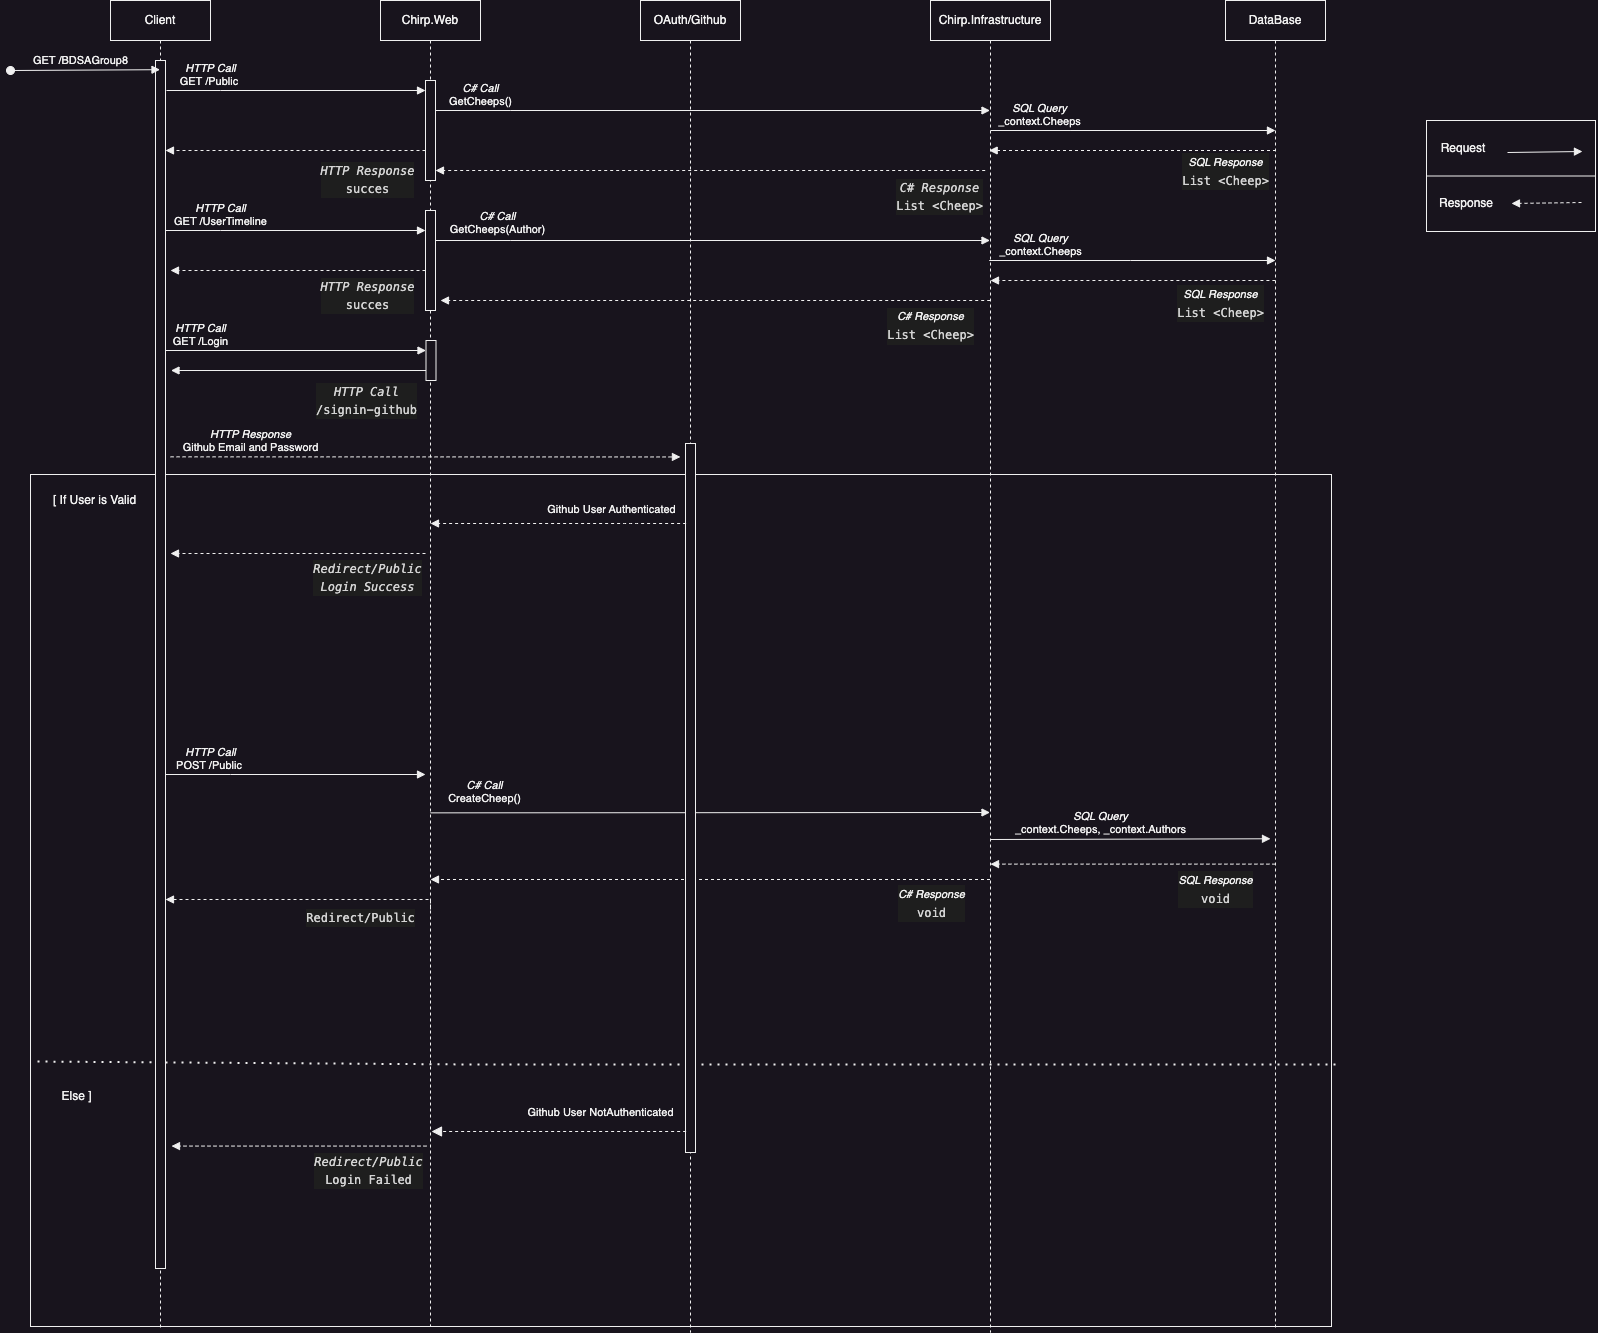 Client
Chirp.Web
OAuth/Github
Chirp.Infrastructure
DataBase
GET /BDSAGroup8
HTTP Call
GET /Public
C# Call
GetCheeps()
SQL Query
_context.Cheeps
Request
Response
HTTP Response
succes
SQL Response
List <Cheep>
C# Response
List <Cheep>
HTTP Call
GET /UserTimeline
C# Call
GetCheeps(Author)
SQL Query
_context.Cheeps
HTTP Response
succes
SQL Response
List <Cheep>
C# Response
List <Cheep>
HTTP Call
GET /Login
HTTP Call
/signin-github
HTTP Response
Github Email and Password
[ If User is Valid
Github User Authenticated
Redirect/Public
Login Success
HTTP Call
POST /Public
C# Call
CreateCheep()
SQL Query
_context.Cheeps, _context.Authors
SQL Response
void
C# Response
void
Redirect/Public
Else ]
Github User NotAuthenticated
Redirect/Public
Login Failed